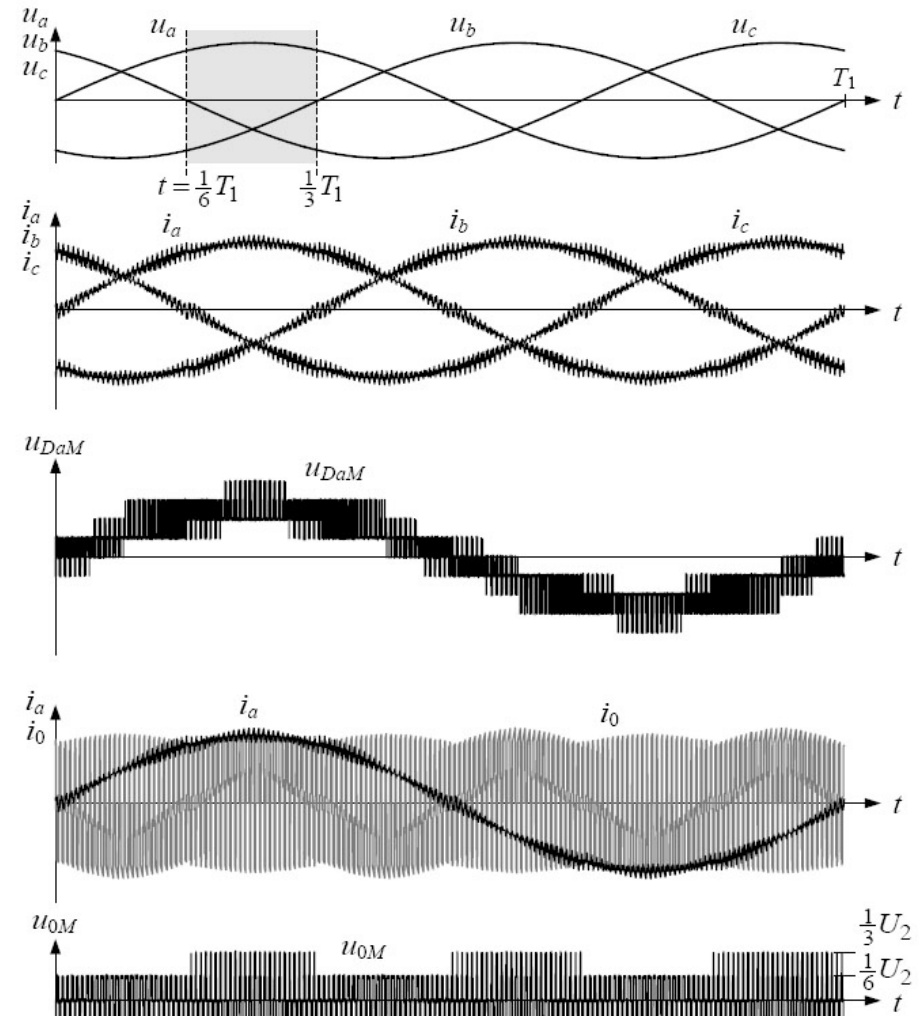 u_a
u_b
u_c
u_a
u_b
u_c
T_1
t
t = 1/6 T_1
1/3 T_1
i_a
i_b
i_c
i_a
i_b
i_c
t
u_DaM
u_DaM
t
i_a
i_0
i_a
i_0
t
u_0M
u_0M
1/3 U_2
1/6 U_2
t